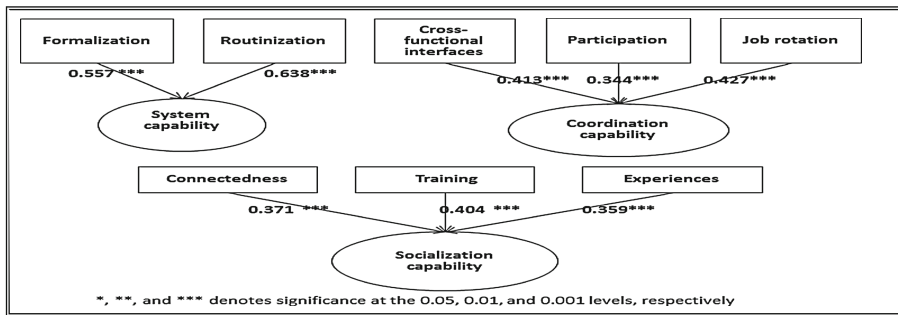 Formalization
Routinization
Cross-
functional
interfaces
Participation
Job rotation
0.557 ***
0.638***
0.413***
0.344***
0.427***
System
capability
Coordination
capability
Connectedness
Training
Experiences
0.371 ***
0.404 ***
0.359***
Socialization
capability
*, **, and *** denotes significance at the 0.05, 0.01, and 0.001 levels, respectively